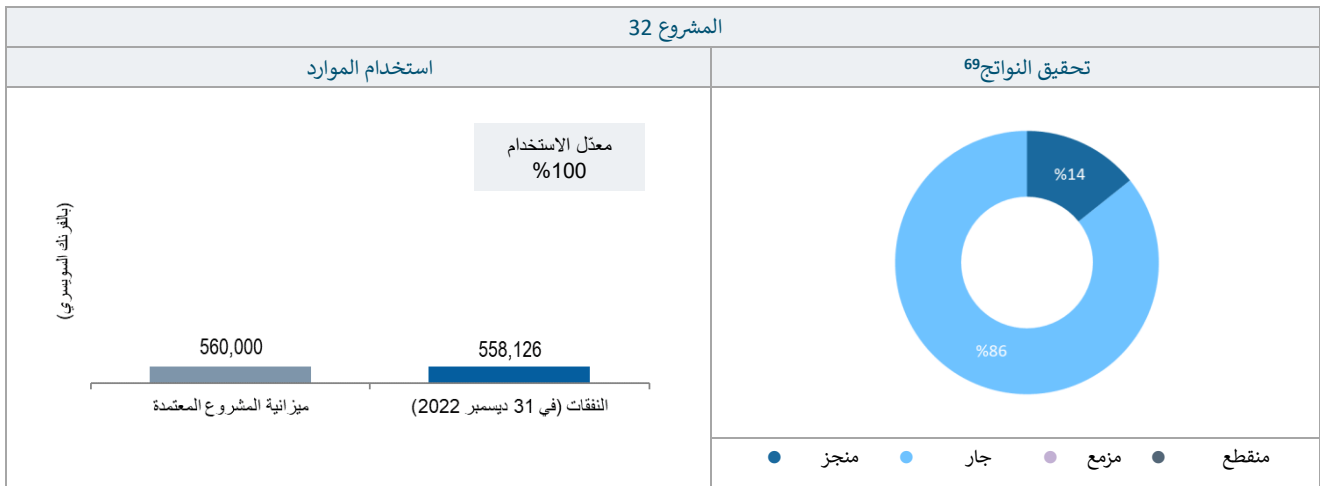 المشروع 32
تحقيق النواتج69
استخدام الموارد
%14
%86
منقطع
مزمع
جار
منجز
معدّل الاستخدام
%100
(بالفرنك السويسري)
558,126
560,000
النفقات (في 31 ديسمبر 2022)
ميزانية المشروع المعتمدة